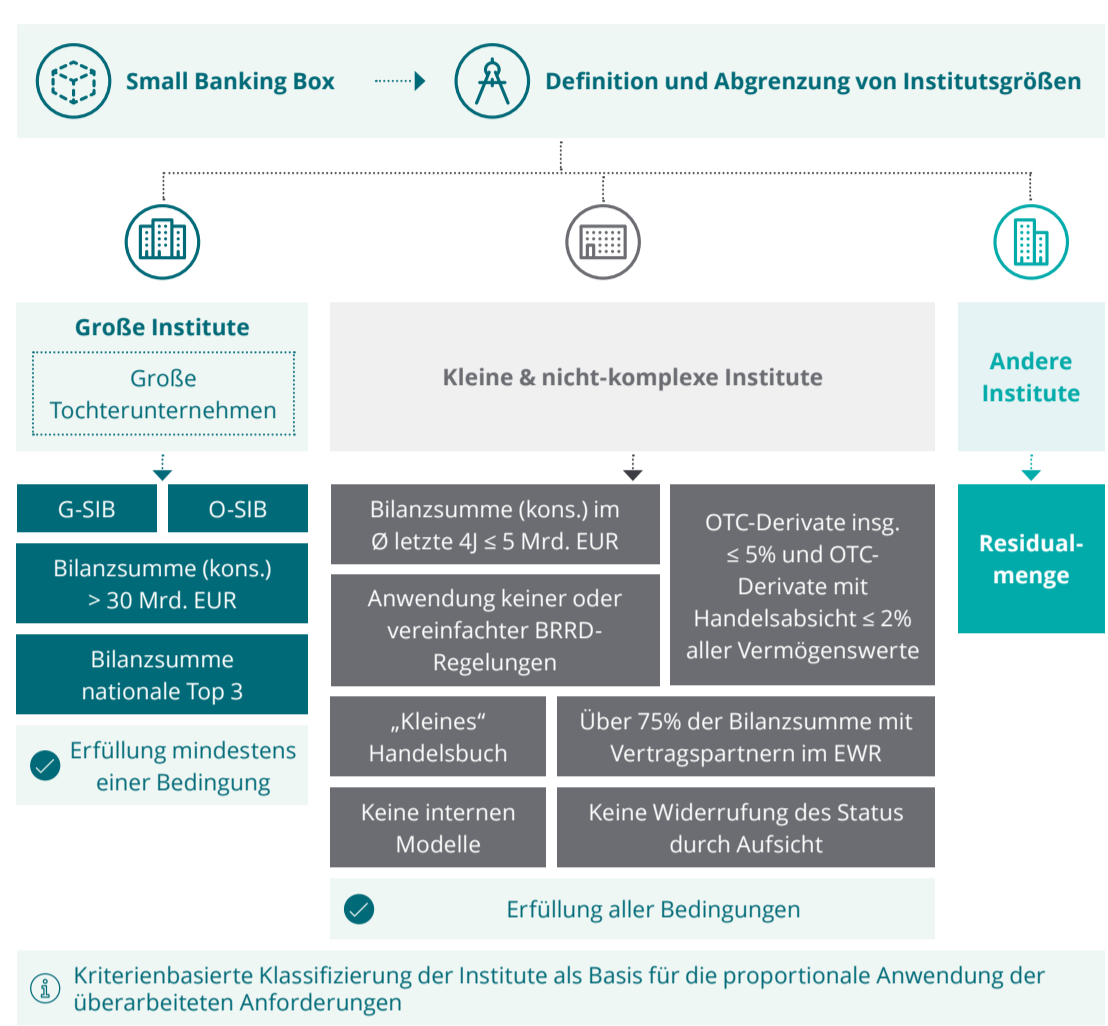 Small Banking Box
Definition und Abgrenzung von Institutsgrößen
Große Institute
Große
Tochterunternehmen
G-SIB
O-SIB
Bilanzsumme (kons.)
> 30 Mrd. EUR
Bilanzsumme
nationale Top 3
Erfüllung mindestens
einer Bedingung
Kleine & nicht-komplexe Institute
Bilanzsumme (kons.) im
Ø letzte 4J ≤ 5 Mrd. EUR
Anwendung keiner oder
vereinfachter BRRD-
Regelungen
OTC-Derivate insg.
≤ 5% und OTC-
Derivate mit
Handelsabsicht ≤ 2%
aller Vermögenswerte
„Kleines“
Handelsbuch
Über 75% der Bilanzsumme mit
Vertragspartnern im EWR
Keine internen
Modelle
Keine Widerrufung des Status
durch Aufsicht
Erfüllung aller Bedingungen
Andere
Institute
Residual-
menge
Kriterienbasierte Klassifizierung der Institute als Basis für die proportionale Anwendung der
überarbeiteten Anforderungen